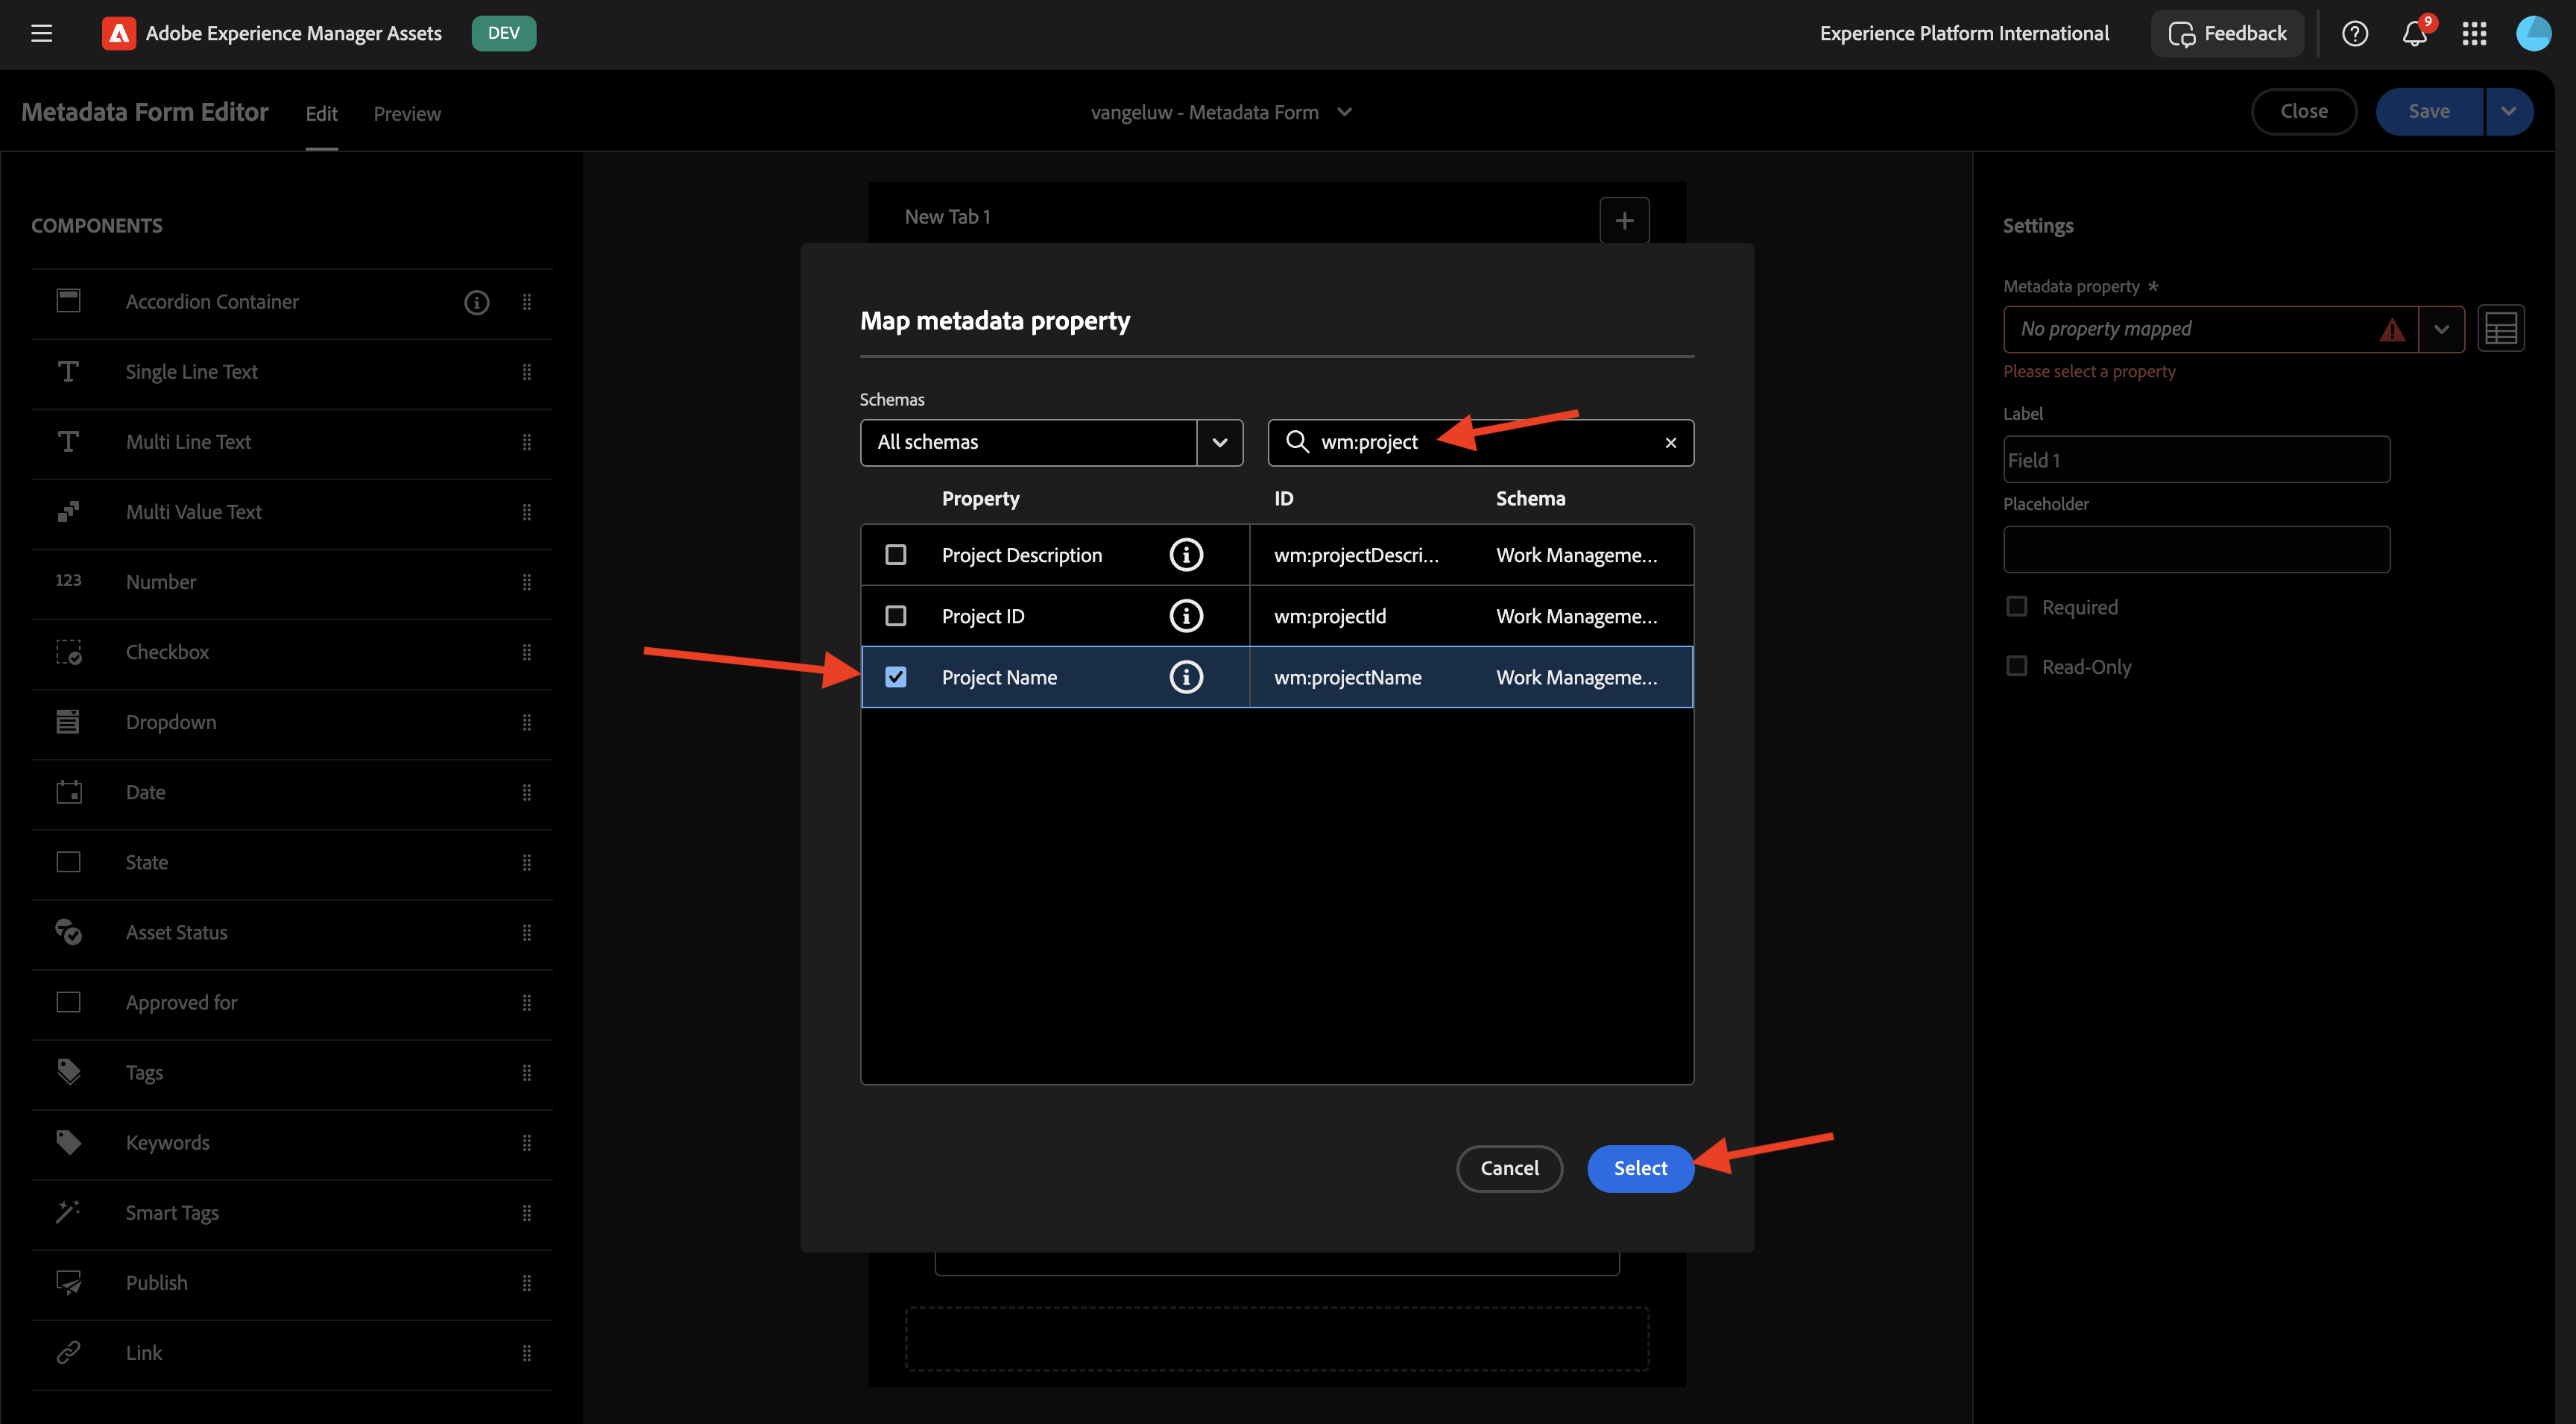 Adobe Experience Manager Assets
DEV
Experience Platform International
Feedback
9
Metadata Form Editor
Edit
Preview
vangeluw - Metadata Form
Close
Save
COMPONENTS
Accordion Container
Single Line Text
Multi Line Text
Multi Value Text
123
Number
Checkbox
Dropdown
Date
State
Asset Status
Approved for
Tags
Keywords
Smart Tags
Publish
Link
New Tab 1
Map metadata property
Schemas
All schemas
wm:project
Property ID Schema
Project Description wm:projectDescri... Work Manageme...
Project ID wm:projectId Work Manageme...
Project Name wm:projectName Work Manageme...
Cancel
Select
Settings
Metadata property *
No property mapped
Please select a property
Label
Field 1
Placeholder
Required
Read-Only